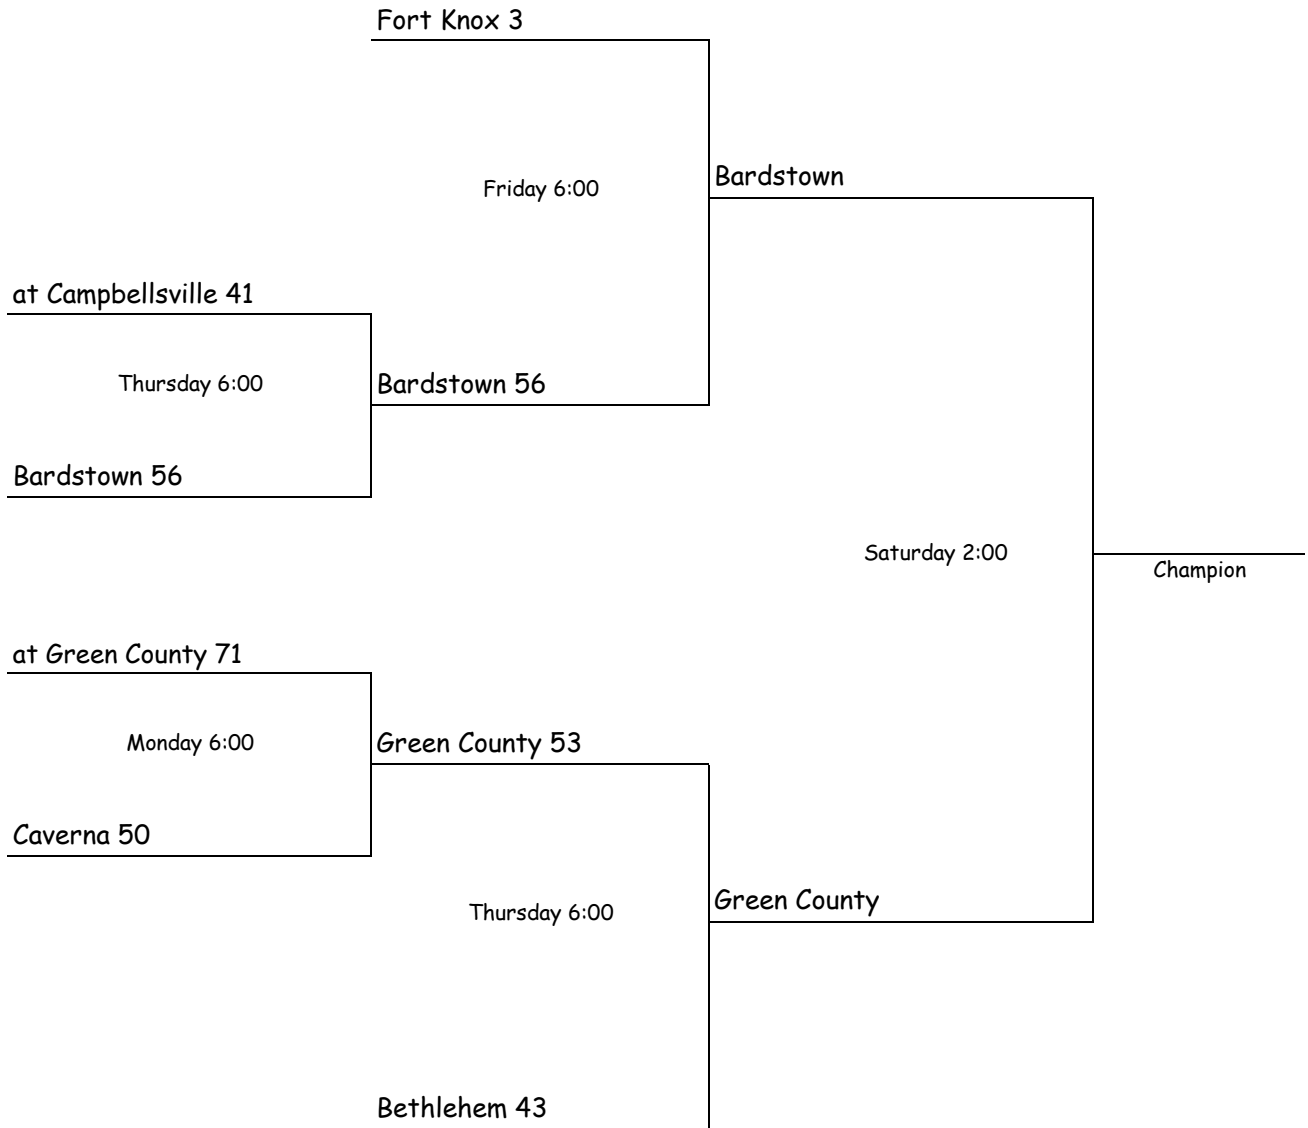 Fort Knox 3
Friday 6:00
Bardstown
at Campbellsville 41
Thursday 6:00
Bardstown 56
Bardstown 56
Saturday 2:00
Champion
at Green County 71
Monday 6:00
Green County 53
Caverna 50
Thursday 6:00
Green County
Bethlehem 43